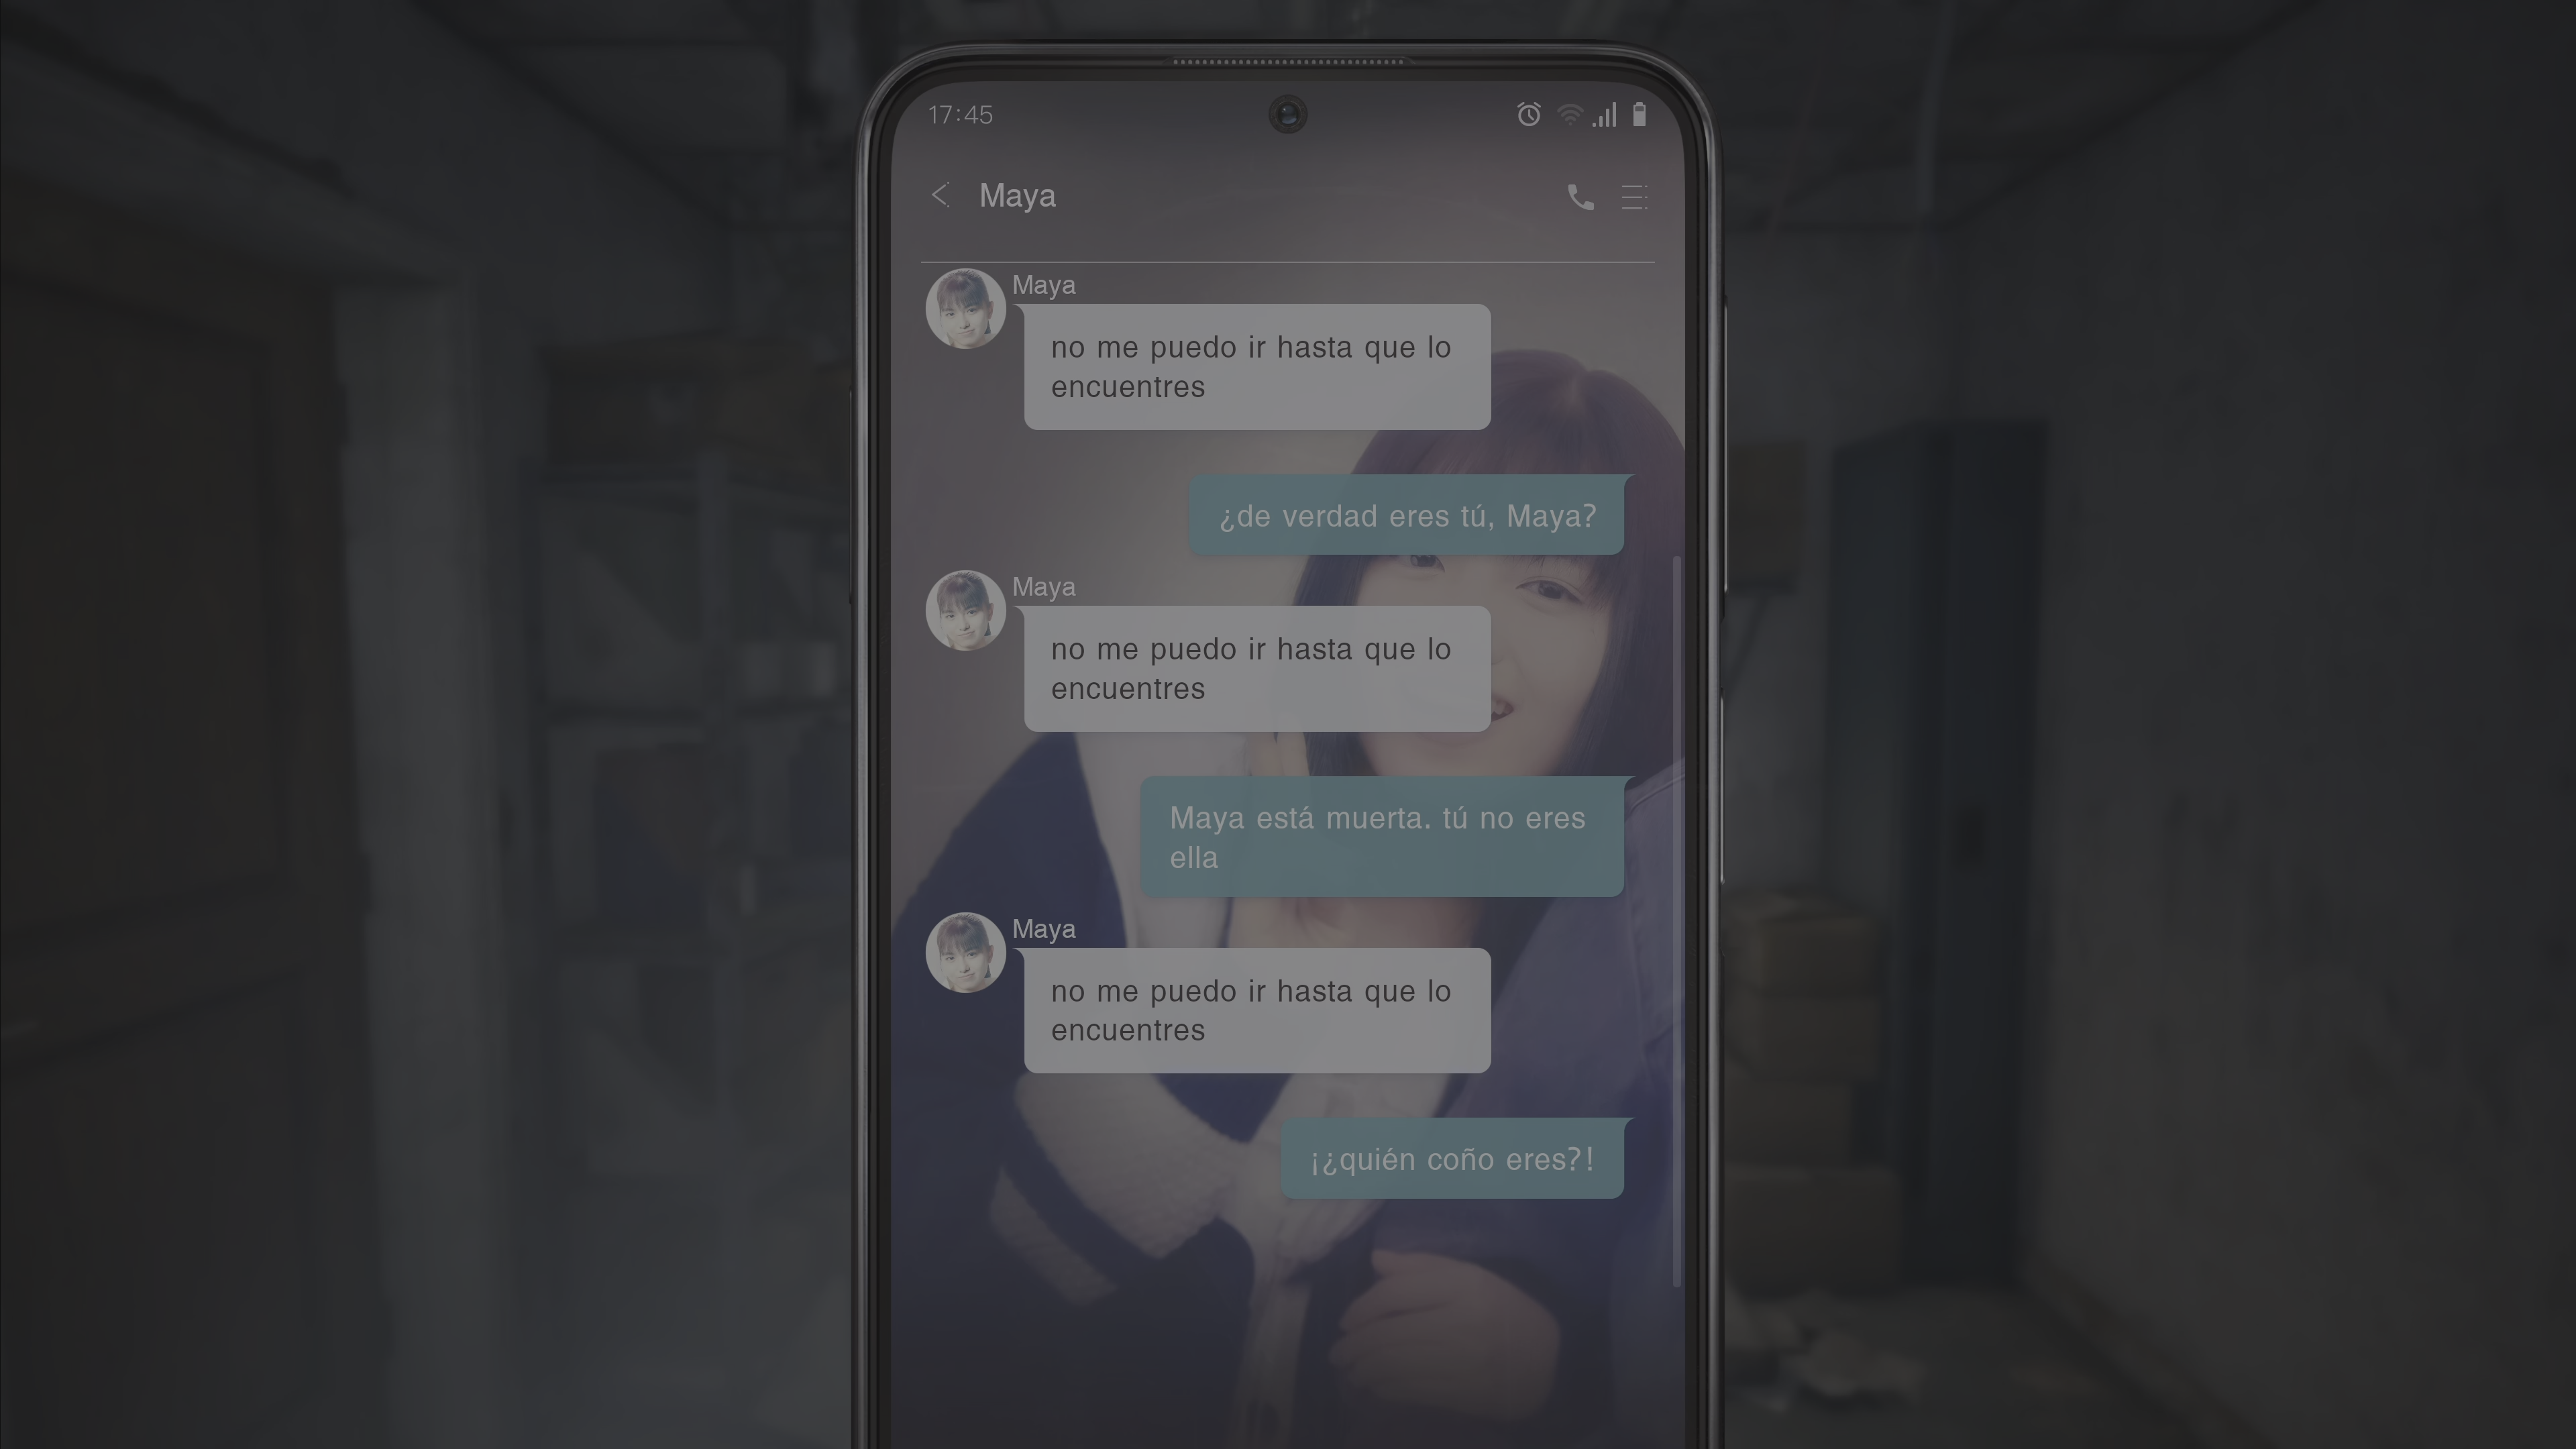 17:45
Maya
Maya
no me puedo ir hasta que lo
encuentres
¿de verdad eres tú, Maya?
Maya
no me puedo ir hasta que lo
encuentres
Maya está muerta. tú no eres
ella
Maya
no me puedo ir hasta que lo
encuentres
¡¿quién coño eres?!